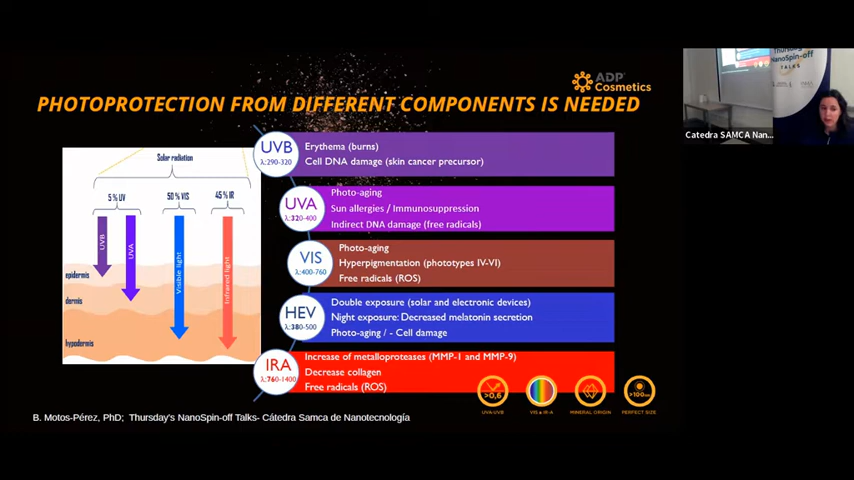 ADP
Cosmetics
PHOTOPROTECTION FROM DIFFERENT COMPONENTS IS NEEDED
Solar radiation
5 % UV
50 % VIS
45 % IR
UVB
UVA
Visible light
Infrared light
epidermis
dermis
hypodermis
UVB
λ:290-320
Erythema (burns)
Cell DNA damage (skin cancer precursor)
UVA
λ:320-400
Photo-aging
Sun allergies / Immunosuppression
Indirect DNA damage (free radicals)
VIS
λ:400-760
Photo-aging
Hyperpigmentation (phototypes IV-VI)
Free radicals (ROS)
HEV
λ:380-500
Double exposure (solar and electronic devices)
Night exposure: Decreased melatonin secretion
Photo-aging / - Cell damage
IRA
λ:760-1400
Increase of metalloproteases (MMP-1 and MMP-9)
Decrease collagen
Free radicals (ROS)
>0,6
UVA-UVB
VIS & IR-A
MINERAL ORIGIN
>100
PERFECT SIZE
B. Motos-Pérez, PhD; Thursday's NanoSpin-off Talks- Cátedra Samca de Nanotecnología
Thursday
NanoSpin-off
TALKS
Catedra SAMCA Nan...